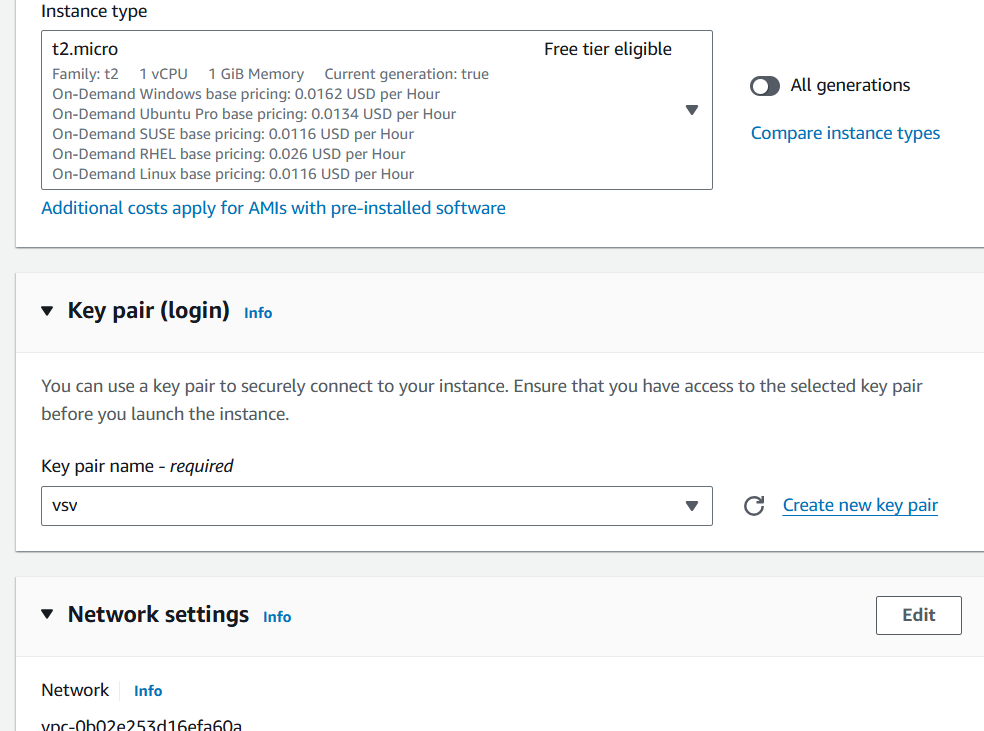 Instance type
t2.micro Free tier eligible
Family: t2 1 vCPU 1 GiB Memory Current generation: true
On-Demand Windows base pricing: 0.0162 USD per Hour
On-Demand Ubuntu Pro base pricing: 0.0134 USD per Hour
On-Demand SUSE base pricing: 0.0116 USD per Hour
On-Demand RHEL base pricing: 0.026 USD per Hour
On-Demand Linux base pricing: 0.0116 USD per Hour
All generations
Compare instance types
Additional costs apply for AMIs with pre-installed software
Key pair (login) Info
You can use a key pair to securely connect to your instance. Ensure that you have access to the selected key pair
before you launch the instance.
Key pair name - required
vsv
Create new key pair
Network settings Info
Edit
Network Info
vpc-0b02e253d16efa60a